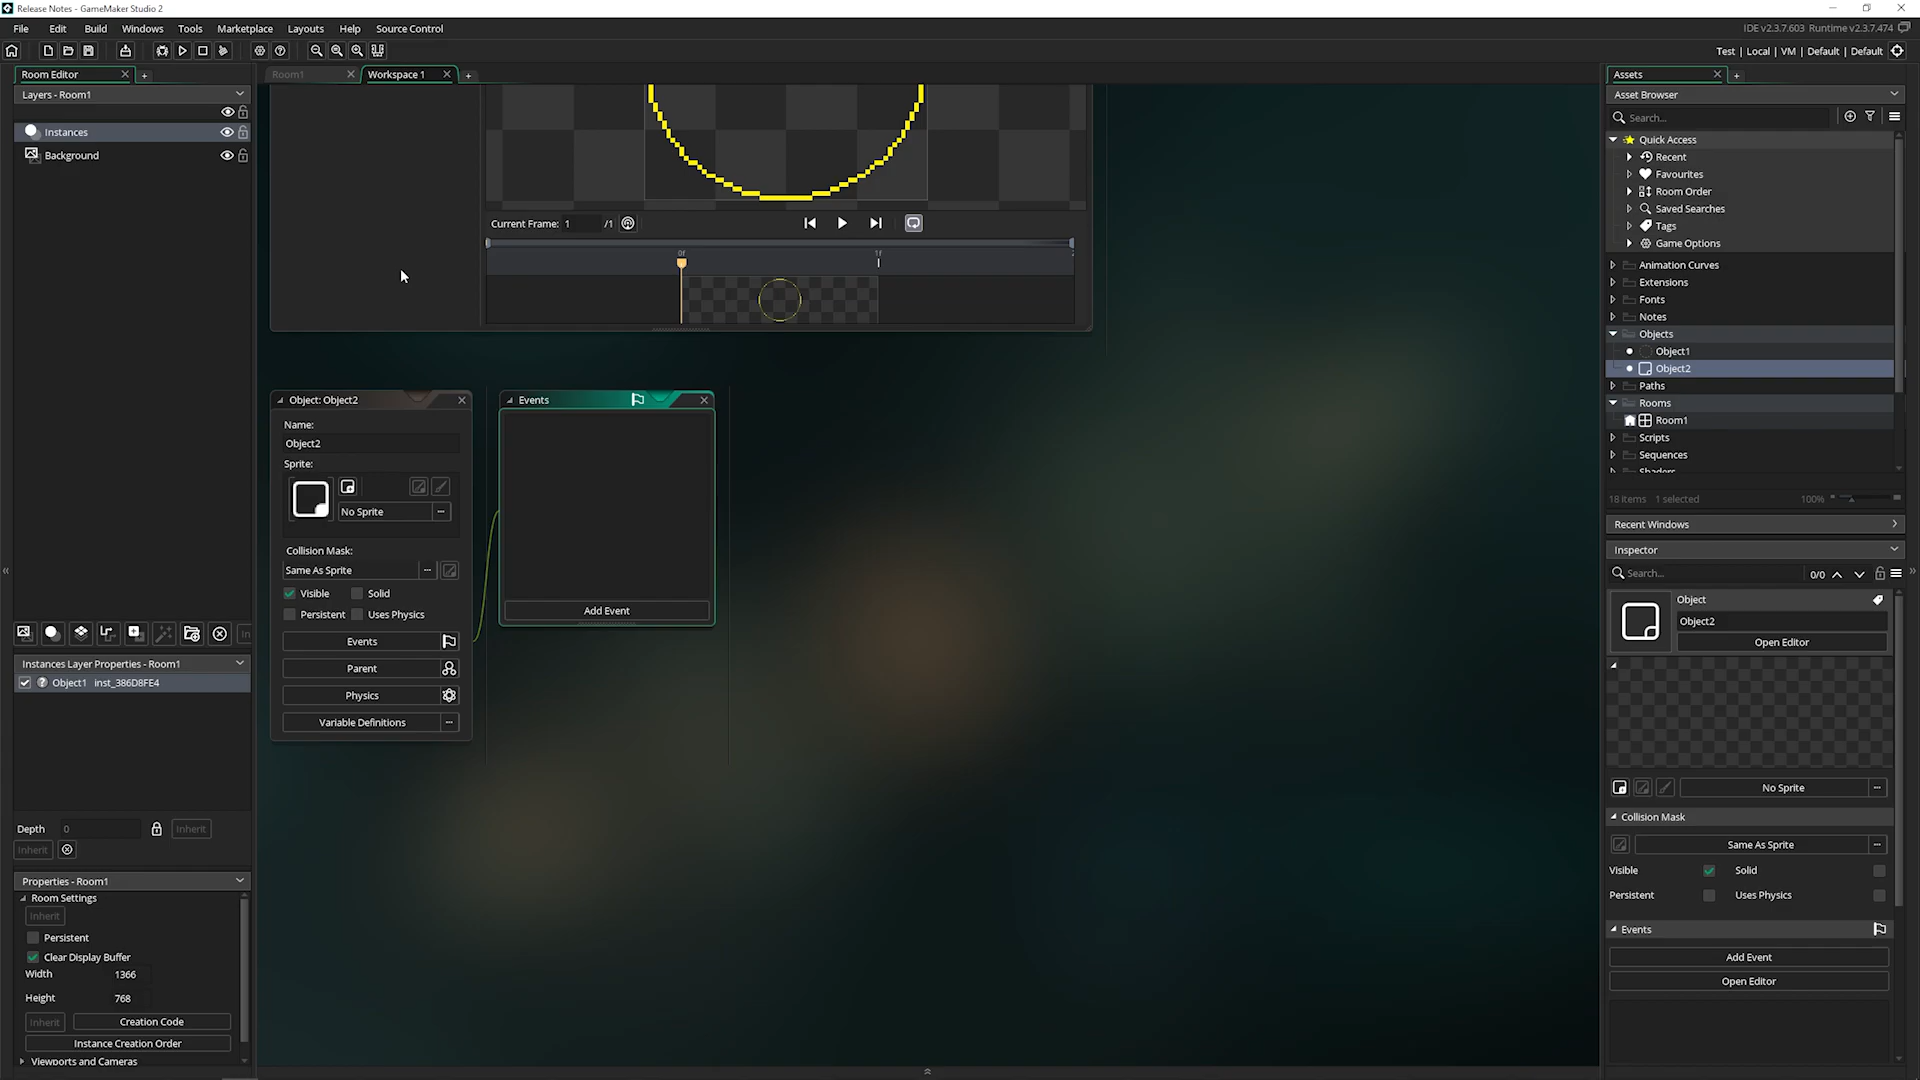 Release Notes - GameMaker Studio 2
File Edit Build Windows Tools Marketplace Layouts Help Source Control
IDE v2.3.7.603 Runtime v2.3.7.474
Test | Local | VM | Default | Default
Room Editor
Layers - Room1
Instances
Background
Instances Layer Properties - Room1
Object1 inst_386D8FE4
Depth 0 Inherit
Inherit
Properties - Room1
Room Settings
Inherit
Persistent
Clear Display Buffer
Width 1366
Height 768
Inherit Creation Code
Instance Creation Order
Viewports and Cameras
Room1 Workspace 1
Current Frame: 1 /1
0f 1f
Object: Object2
Name:
Object2
Sprite:
No Sprite
Collision Mask:
Same As Sprite
Visible Solid
Persistent Uses Physics
Events
Parent
Physics
Variable Definitions
Events
Add Event
Assets
Asset Browser
Search...
Quick Access
Recent
Favourites
Room Order
Saved Searches
Tags
Game Options
Animation Curves
Extensions
Fonts
Notes
Objects
Object1
Object2
Paths
Rooms
Room1
Scripts
Sequences
Shaders
18 items 1 selected 100%
Recent Windows
Inspector
Search... 0/0
Object
Object2
Open Editor
No Sprite
Collision Mask
Same As Sprite
Visible Solid
Persistent Uses Physics
Events
Add Event
Open Editor